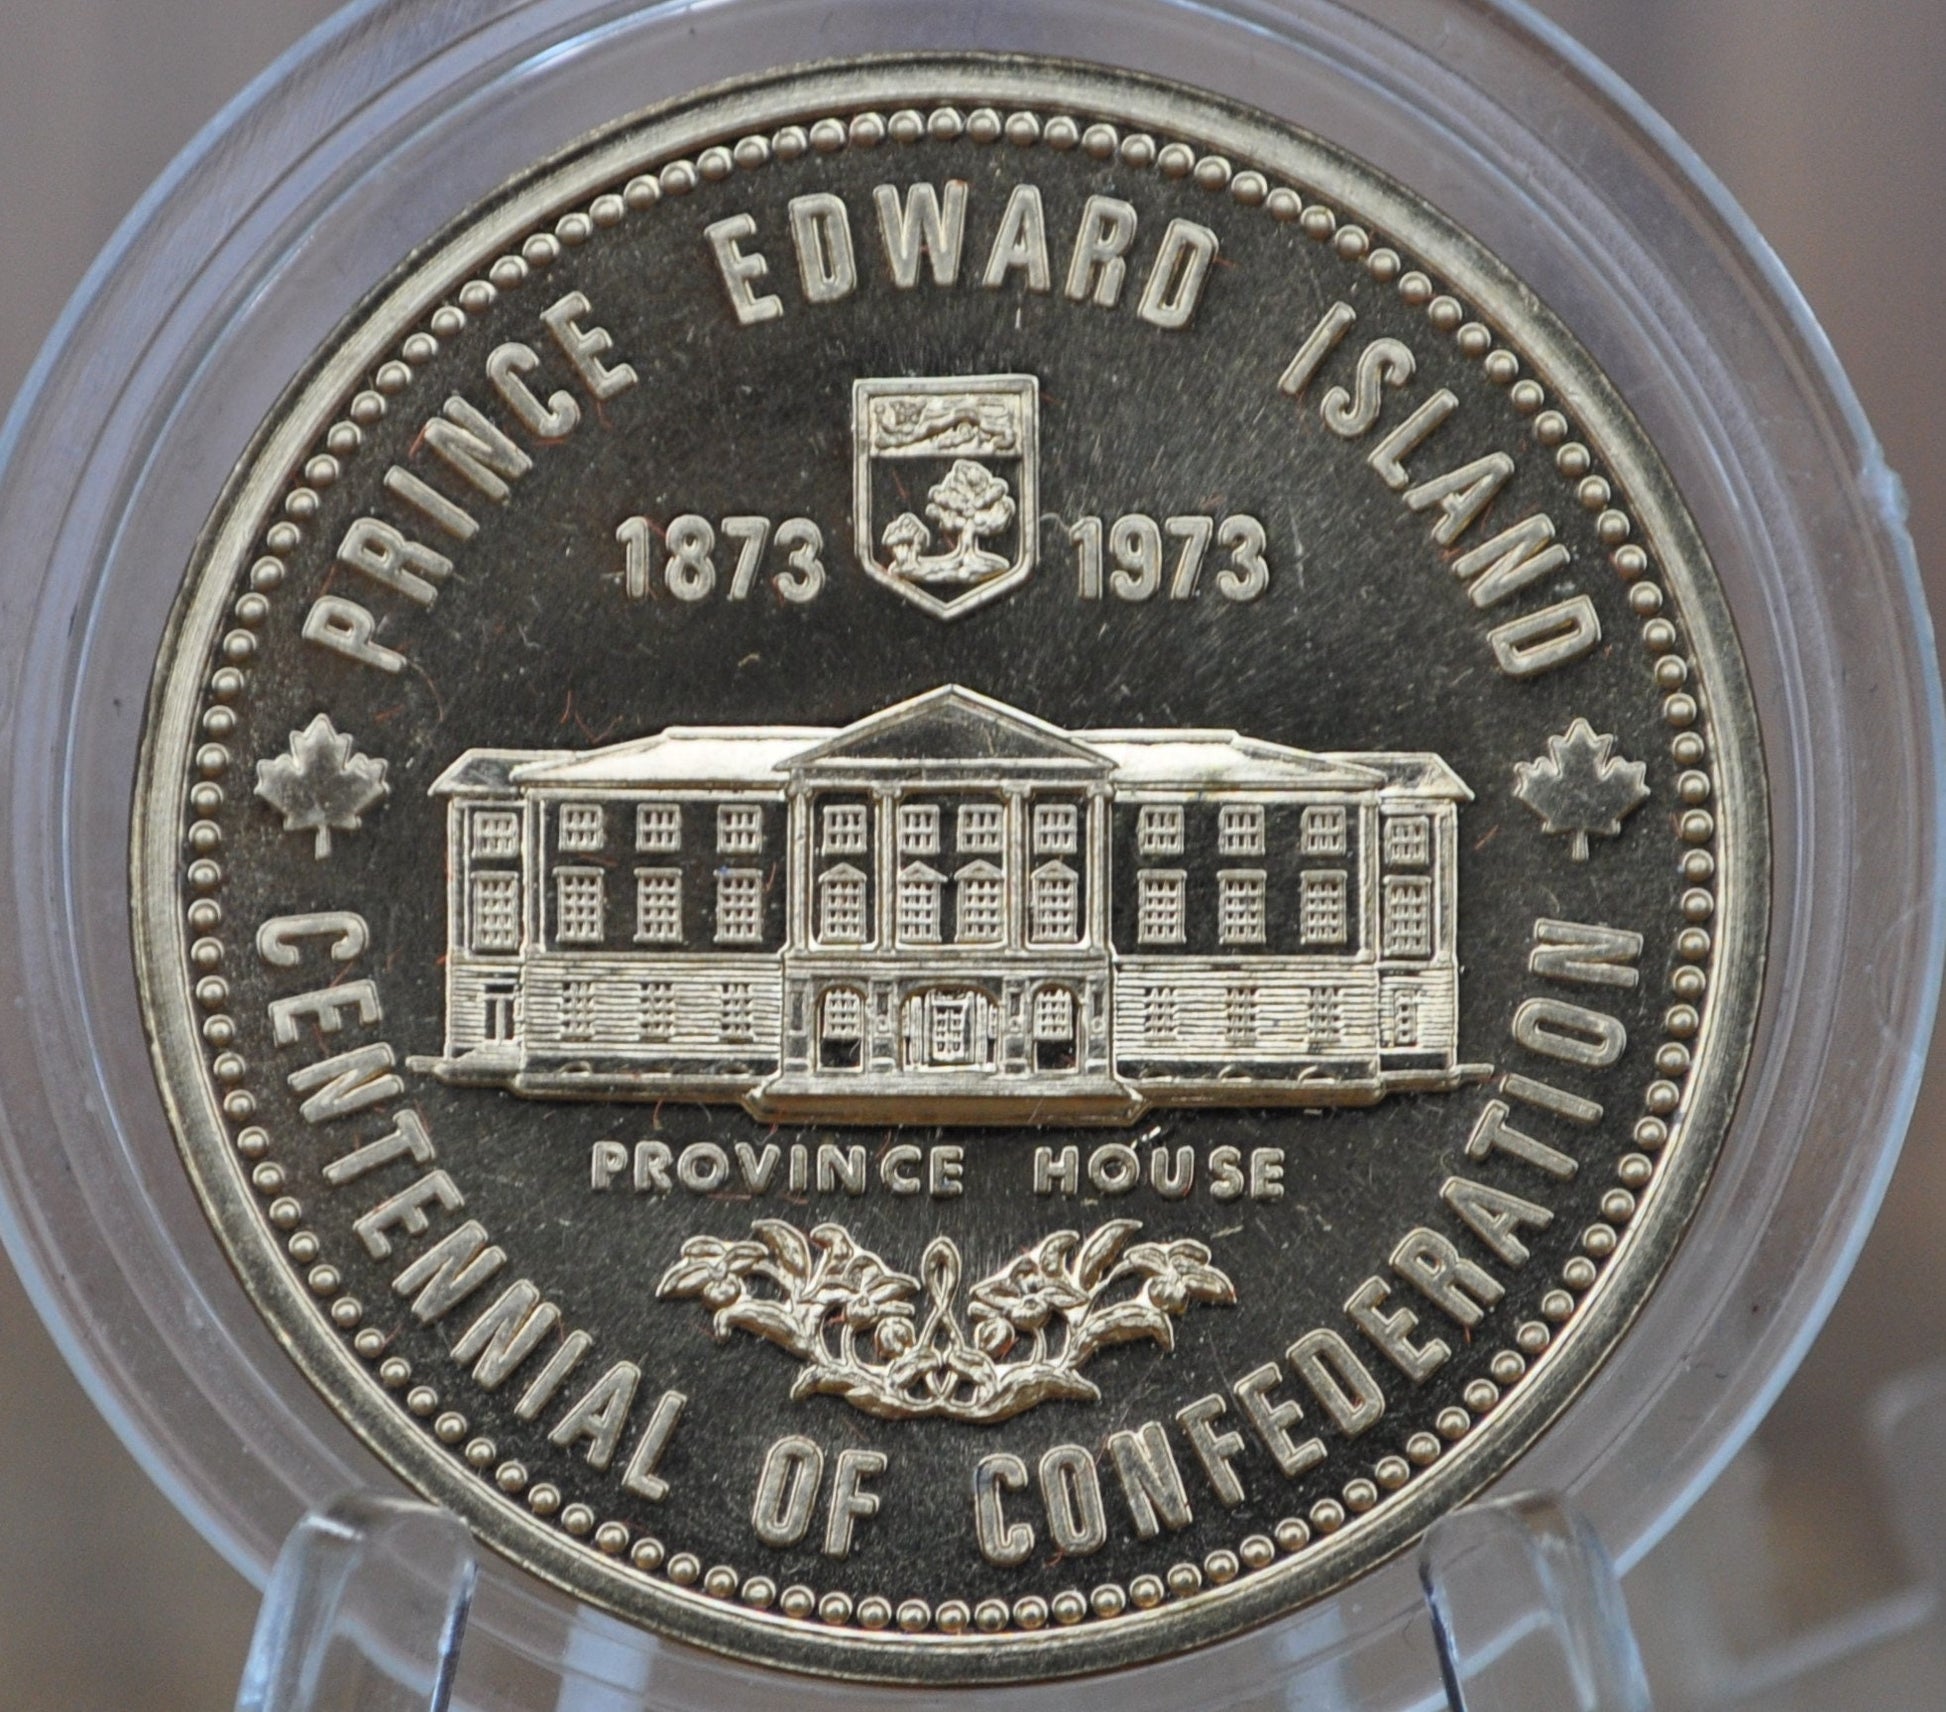 PRINCE EDWARD ISLAND
1873 1973
PROVINCE HOUSE
CENTENNIAL OF CONFEDERATION